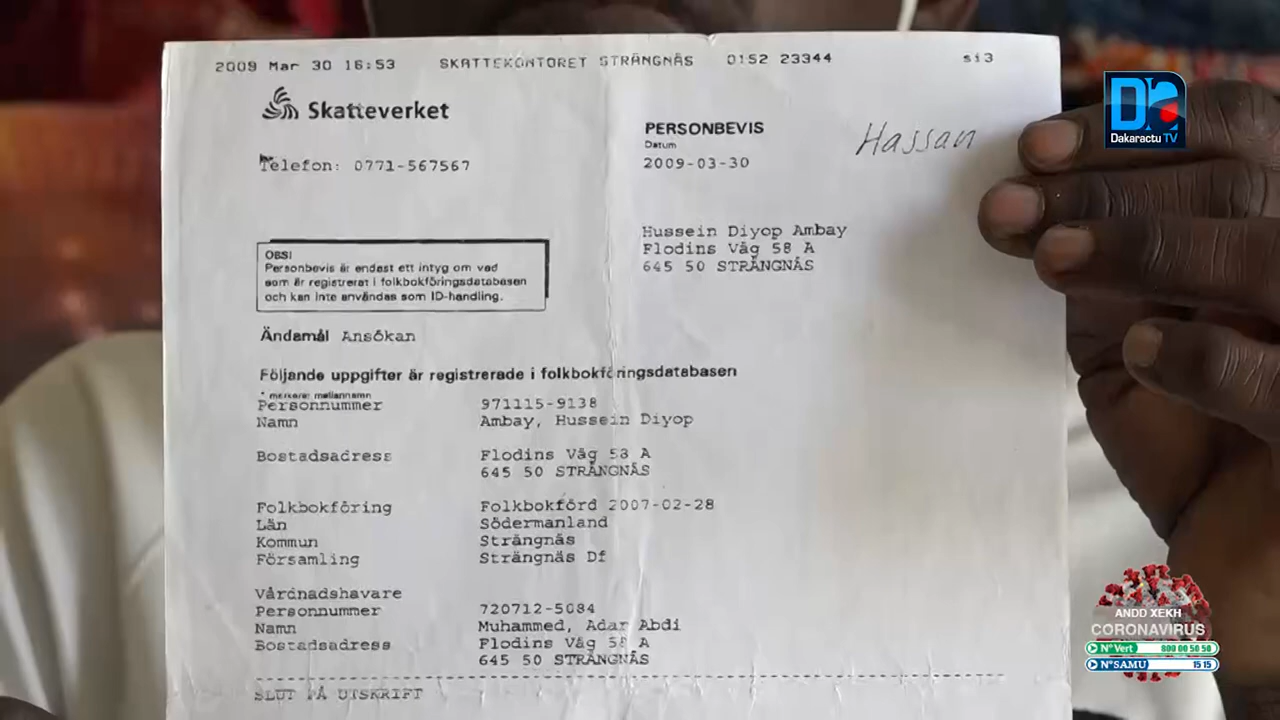 2009 Mar 30 16:53 SKATTEKONTORET STRÄNGNÄS 0152 23344 si3
Skatteverket
Telefon: 0771-567567
PERSONBEVIS
Datum
2009-03-30
Hassan
Hussein Diyop Ambay
Flodins Väg 58 A
645 50 STRÄNGNÄS
OBS!
Personbevis är endast ett intyg om vad
som är registrerat i folkbokföringsdatabasen
och kan inte användas som ID-handling.
Ändamål Ansökan
Följande uppgifter är registrerade i folkbokföringsdatabasen
* markerar mellannamn
Personnummer 971115-9138
Namn Ambay, Hussein Diyop
Bostadsadress Flodins Väg 58 A
645 50 STRÄNGNÄS
Folkbokföring Folkbokförd 2007-02-28
Län Södermanland
Kommun Strängnäs
Församling Strängnäs Df
Vårdnadshavare
Personnummer 720712-5084
Namn Muhammed, Adar Abdi
Bostadsadress Flodins Väg 58 A
645 50 STRÄNGNÄS
SLUT PÅ UTSKRIFT
Dakaractu TV
ANDD XEKH
CORONAVIRUS
N° Vert 800 00 50 50
N° SAMU 15 15